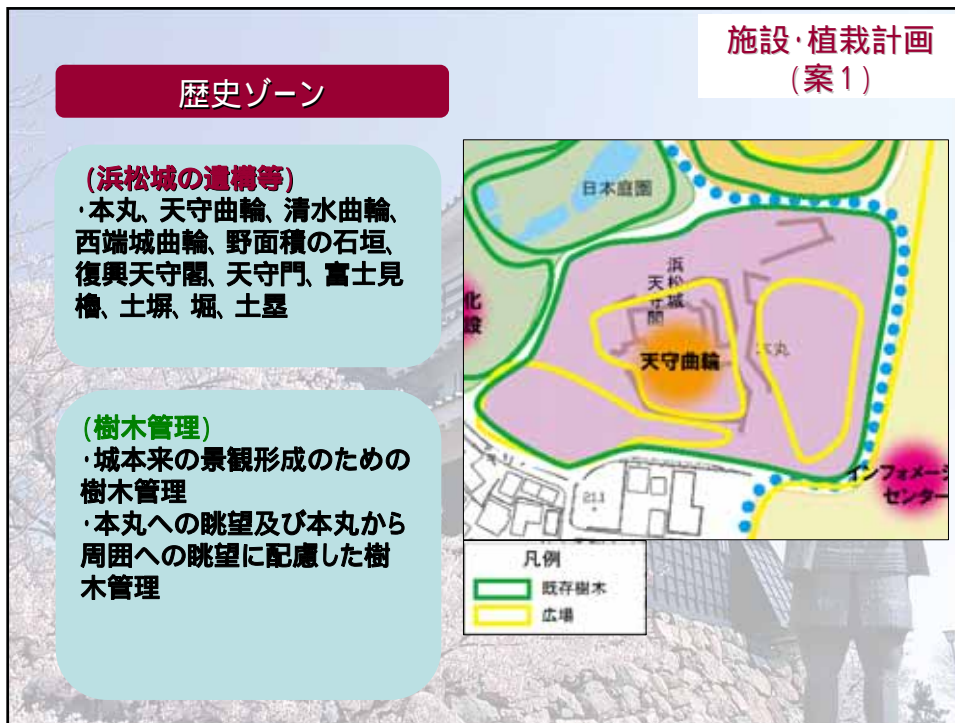 施設・植栽計画
(案1)
歴史ゾーン
(浜松城の遺構等)
・本丸、天守曲輪、清水曲輪、
西端城曲輪、野面積の石垣、
復興天守閣、天守門、富士見
櫓、土塀、堀、土塁
(樹木管理)
・城本来の景観形成のための
樹木管理
・本丸への眺望及び本丸から
周囲への眺望に配慮した樹
木管理
日本庭園
浜松城
天守閣
化
設
天守曲輪
本丸
インフォメーシ
センター
21.1
凡例
既存樹木
広場